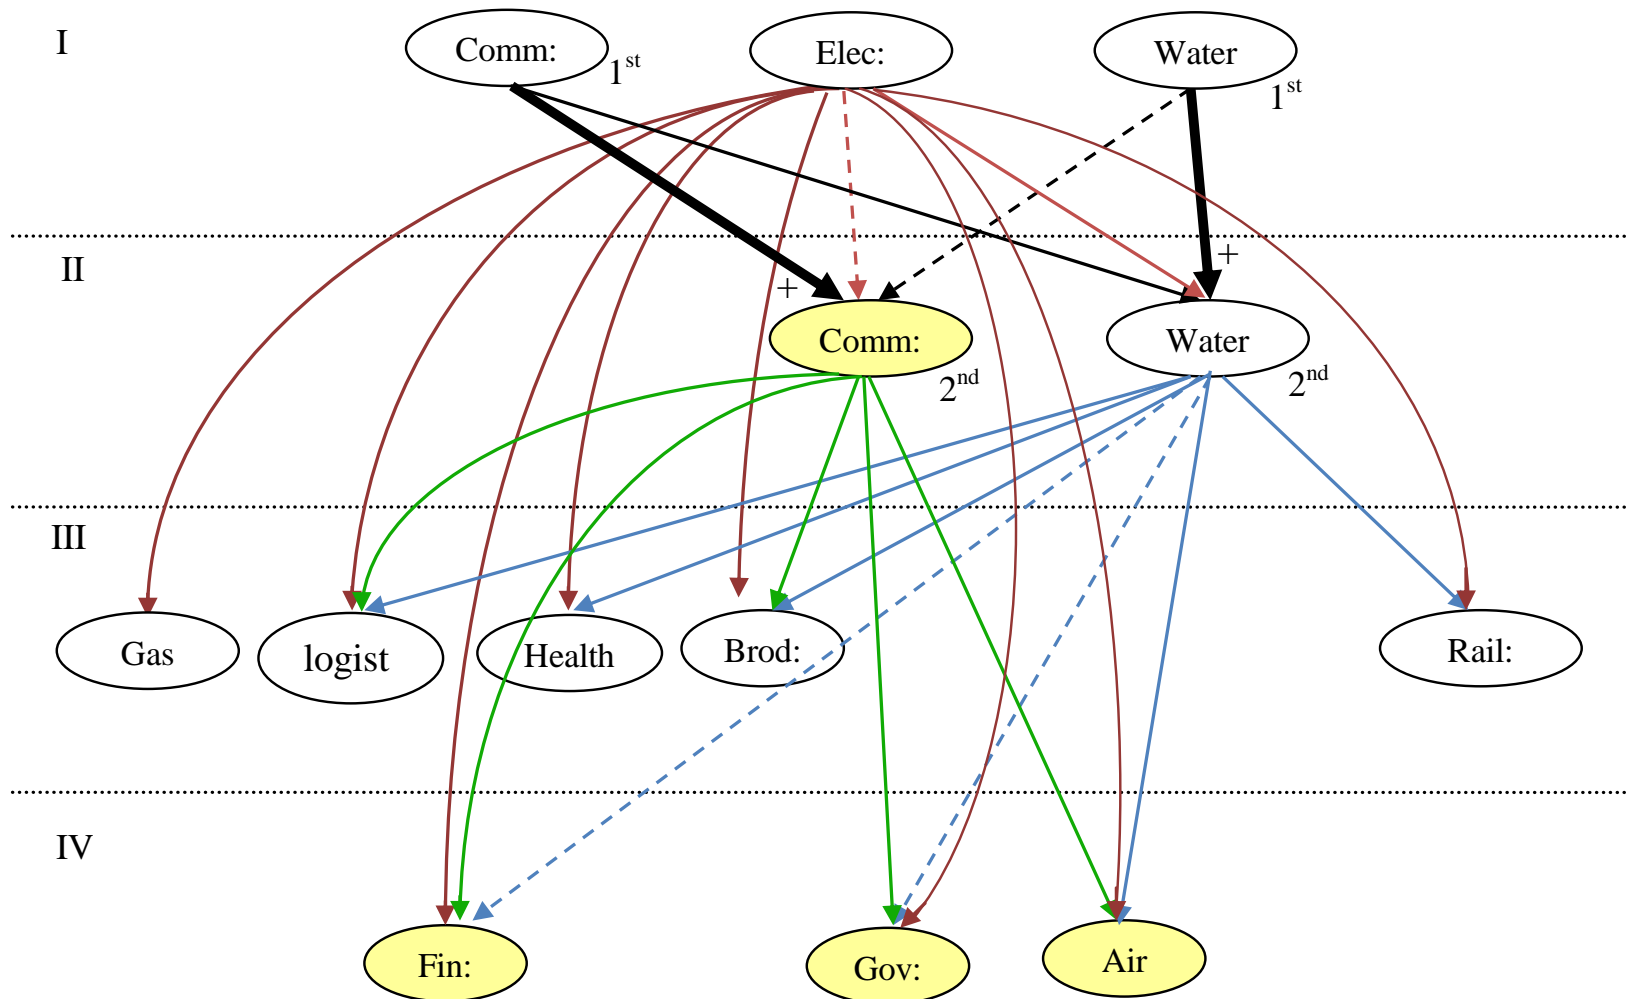 I
Comm:
1st
Elec:
Water
1st
II
+
+
Comm:
2nd
Water
2nd
III
Gas
logist
Health
Brod:
Rail:
IV
Fin:
Gov:
Air